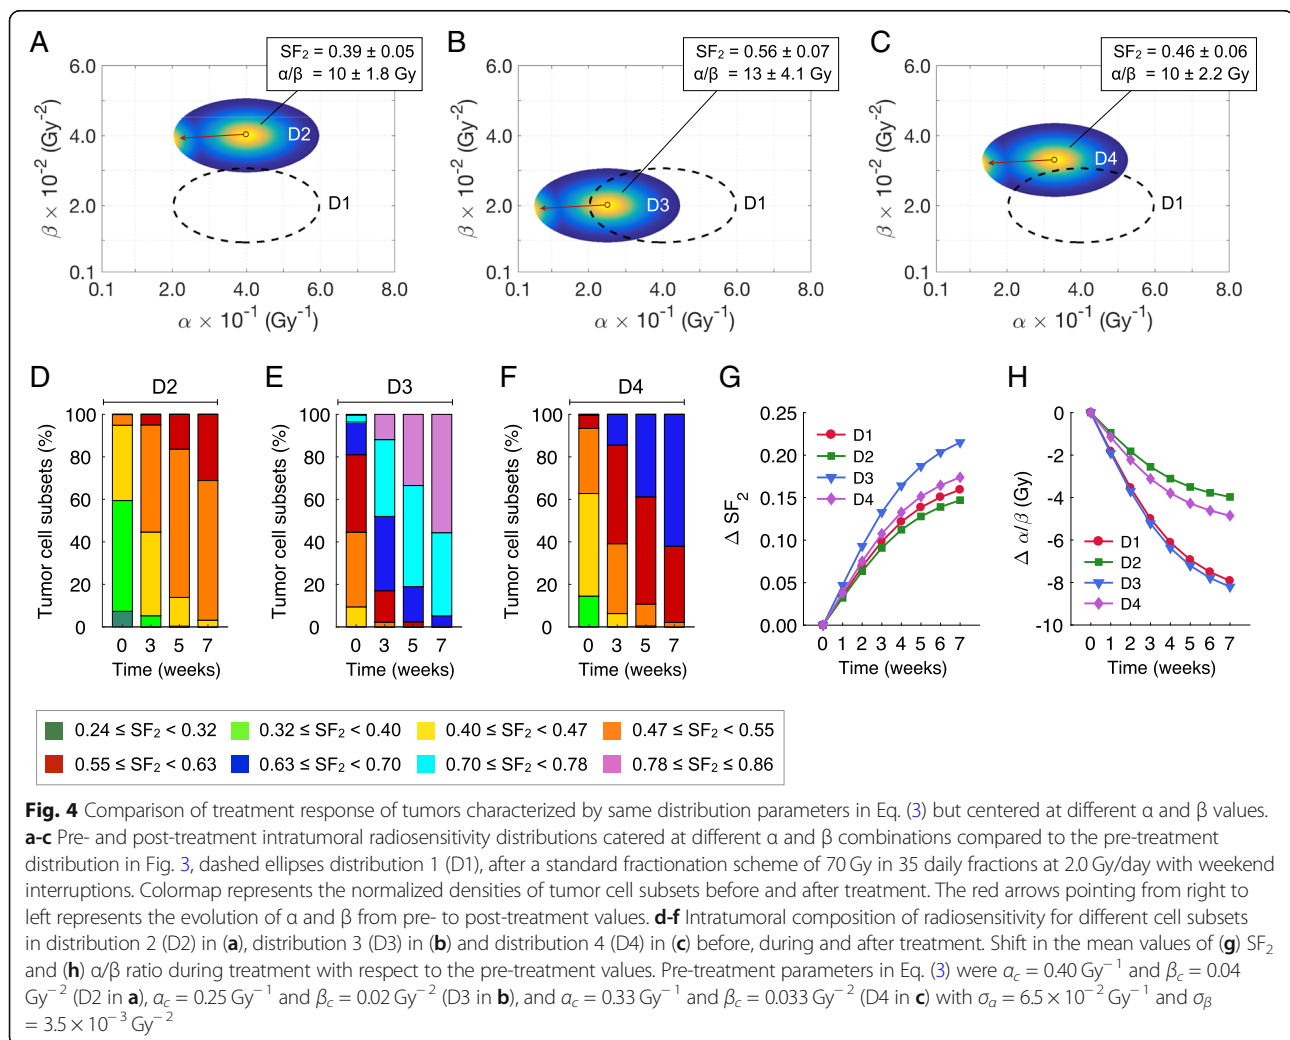 A
SF2 = 0.39 ± 0.05
α/β = 10 ± 1.8 Gy
6.0
4.0
2.0
0.1
β × 10⁻² (Gy⁻²)
D2
D1
0.1 2.0 4.0 6.0 8.0
α × 10⁻¹ (Gy⁻¹)
B
SF2 = 0.56 ± 0.07
α/β = 13 ± 4.1 Gy
6.0
4.0
2.0
0.1
β × 10⁻² (Gy⁻²)
D3
D1
0.1 2.0 4.0 6.0 8.0
α × 10⁻¹ (Gy⁻¹)
C
SF2 = 0.46 ± 0.06
α/β = 10 ± 2.2 Gy
6.0
4.0
2.0
0.1
β × 10⁻² (Gy⁻²)
D4
D1
0.1 2.0 4.0 6.0 8.0
α × 10⁻¹ (Gy⁻¹)
D
D2
100
80
60
40
20
0
Tumor cell subsets (%)
0 3 5 7
Time (weeks)
E
D3
100
80
60
40
20
0
Tumor cell subsets (%)
0 3 5 7
Time (weeks)
F
D4
100
80
60
40
20
0
Tumor cell subsets (%)
0 3 5 7
Time (weeks)
G
0.25
0.20
0.15
0.10
0.05
0.00
Δ SF2
D1
D2
D3
D4
0 1 2 3 4 5 6 7
Time (weeks)
H
0
-2
-4
-6
-8
-10
Δ α/β (Gy)
D1
D2
D3
D4
0 1 2 3 4 5 6 7
Time (weeks)
0.24 ≤ SF2 < 0.32 0.32 ≤ SF2 < 0.40 0.40 ≤ SF2 < 0.47 0.47 ≤ SF2 < 0.55
0.55 ≤ SF2 < 0.63 0.63 ≤ SF2 < 0.70 0.70 ≤ SF2 < 0.78 0.78 ≤ SF2 ≤ 0.86
Fig. 4 Comparison of treatment response of tumors characterized by same distribution parameters in Eq. (3) but centered at different α and β values.
a-c Pre- and post-treatment intratumoral radiosensitivity distributions catered at different α and β combinations compared to the pre-treatment
distribution in Fig. 3, dashed ellipses distribution 1 (D1), after a standard fractionation scheme of 70 Gy in 35 daily fractions at 2.0 Gy/day with weekend
interruptions. Colormap represents the normalized densities of tumor cell subsets before and after treatment. The red arrows pointing from right to
left represents the evolution of α and β from pre- to post-treatment values. d-f Intratumoral composition of radiosensitivity for different cell subsets
in distribution 2 (D2) in (a), distribution 3 (D3) in (b) and distribution 4 (D4) in (c) before, during and after treatment. Shift in the mean values of (g) SF2
and (h) α/β ratio during treatment with respect to the pre-treatment values. Pre-treatment parameters in Eq. (3) were αc = 0.40 Gy⁻¹ and βc = 0.04
Gy⁻² (D2 in a), αc = 0.25 Gy⁻¹ and βc = 0.02 Gy⁻² (D3 in b), and αc = 0.33 Gy⁻¹ and βc = 0.033 Gy⁻² (D4 in c) with σα = 6.5 × 10⁻² Gy⁻¹ and σβ
= 3.5 × 10⁻³ Gy⁻²